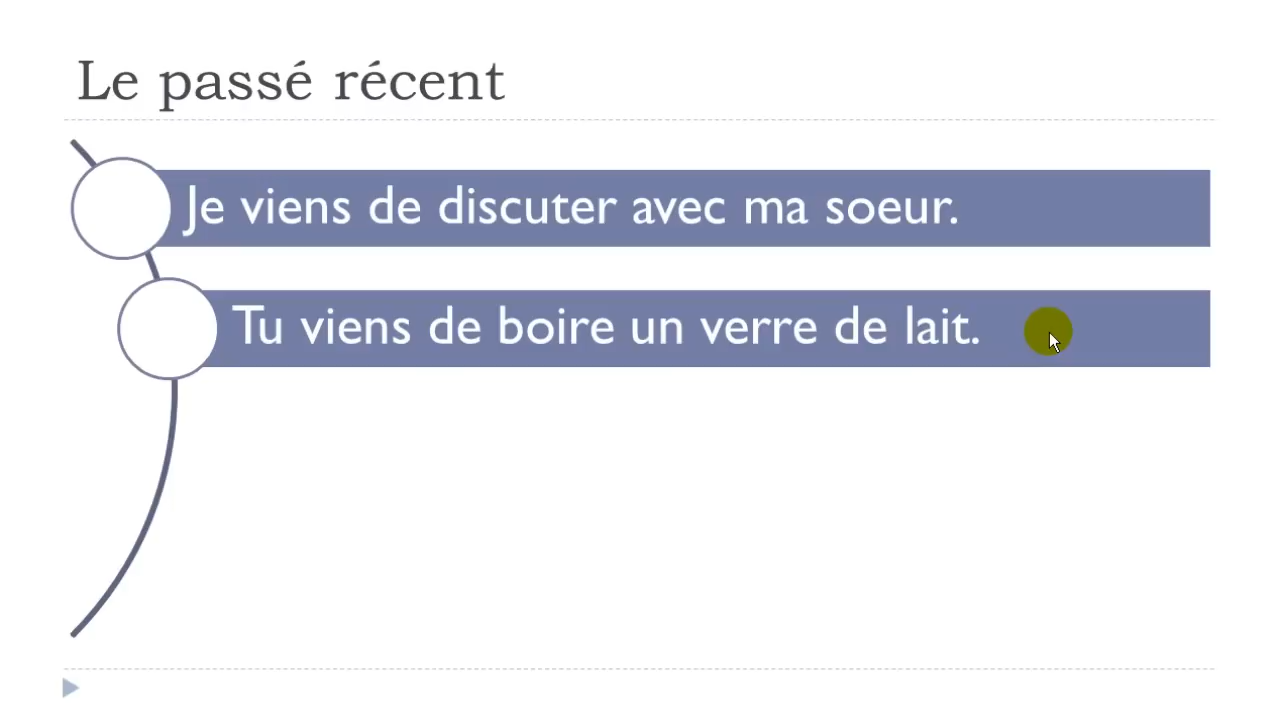 Le passé récent
Je viens de discuter avec ma soeur.
Tu viens de boire un verre de lait.